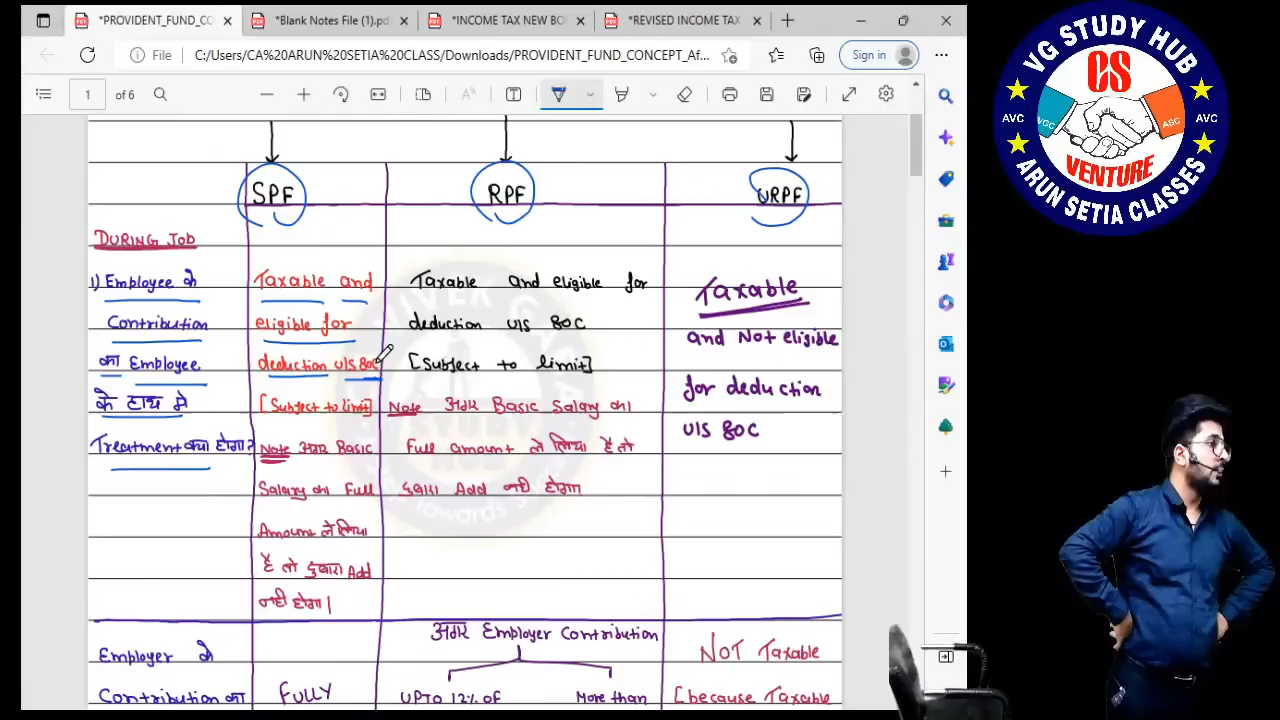 *PROVIDENT_FUND_CO
*Blank Notes File (1).pd
*INCOME TAX NEW BO
*REVISED INCOME TAX
File
C:/Users/CA%20ARUN%20SETIA%20CLASS/Downloads/PROVIDENT_FUND_CONCEPT_Af...
Sign in
1 of 6
SPF
RPF
URPF
DURING JOB
1) Employee के
Contribution
का Employee
के हाथ मे
Treatment क्या होगा?
Taxable and
eligible for
deduction U/S 80C
[Subject to limit]
Note अगर Basic
Salary का Full
Amount ले लिया
है तो दुबारा Add
नही होगा।
Taxable and eligible for
deduction U/S 80C
[Subject to limit]
Note अगर Basic Salary का
Full amount ले लिया है तो
दुबारा Add नही होगा
Taxable
and Not eligible
for deduction
U/S 80C
Employer के
Contribution का
FULLY
अगर Employer Contribution
UPTO 12% of
More than
NOT Taxable
[because Taxable
VG STUDY HUB
CS
AVC
VGC
ASC
AVC
VENTURE
ARUN SETIA CLASSES